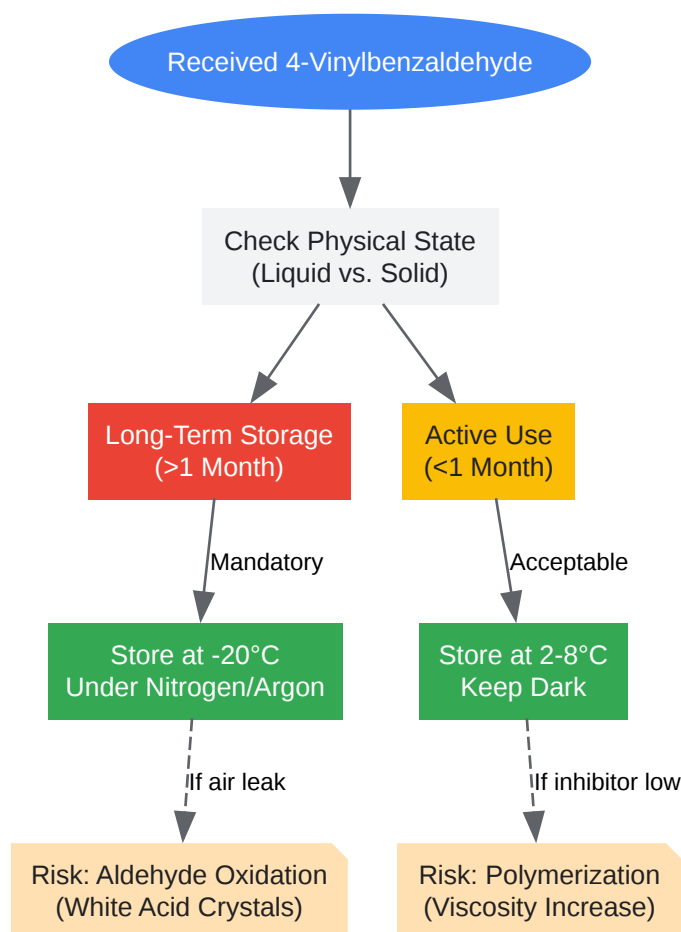 Received 4-Vinylbenzaldehyde
Check Physical State
(Liquid vs. Solid)
Long-Term Storage
(>1 Month)
Active Use
(<1 Month)
Mandatory
Acceptable
Store at -20°C
Under Nitrogen/Argon
Store at 2-8°C
Keep Dark
If air leak
If inhibitor low
Risk: Aldehyde Oxidation
(White Acid Crystals)
Risk: Polymerization
(Viscosity Increase)